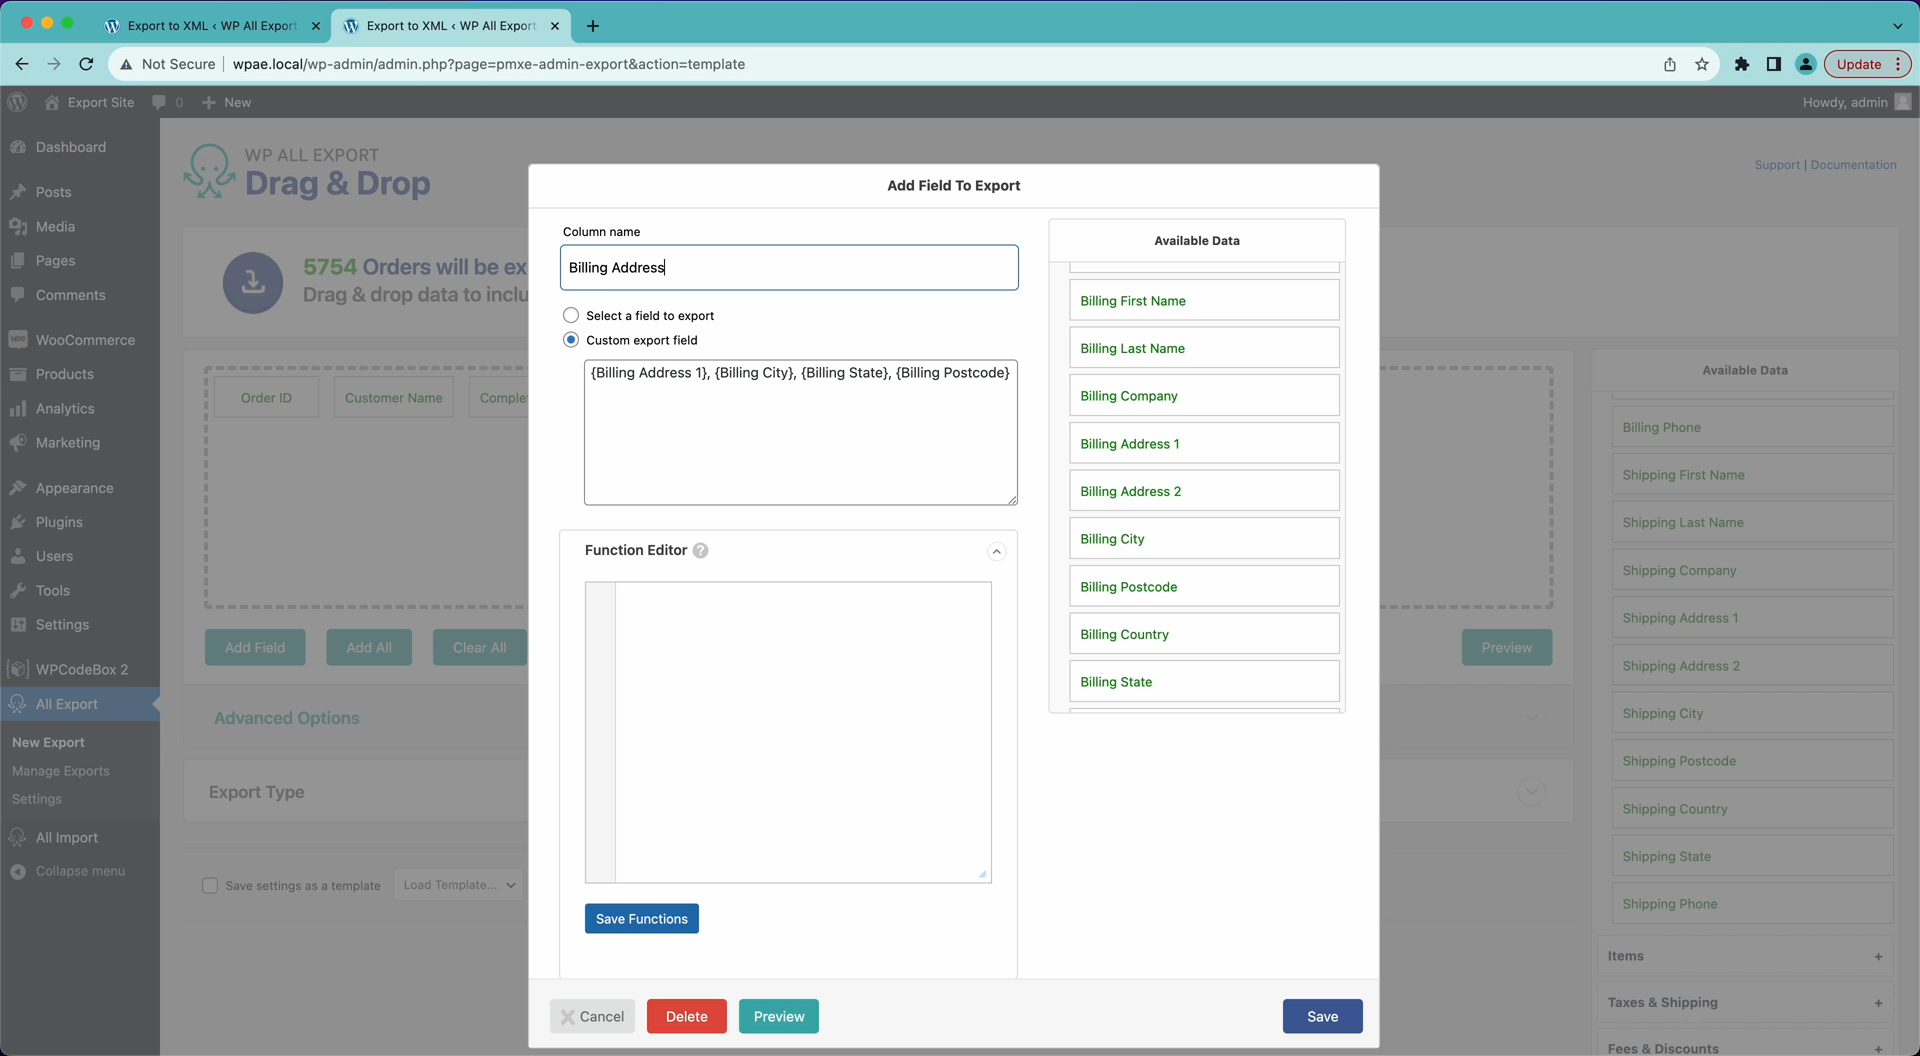 Export to XML ‹ WP All Export
Export to XML ‹ WP All Export
Not Secure
wpae.local/wp-admin/admin.php?page=pmxe-admin-export&action=template
Update
Export Site
0
New
Howdy, admin
Dashboard
Posts
Media
Pages
Comments
WooCommerce
Products
Analytics
Marketing
Appearance
Plugins
Users
Tools
Settings
WPCodeBox 2
All Export
New Export
Manage Exports
Settings
All Import
Collapse menu
WP ALL EXPORT
Drag & Drop
Support | Documentation
5754 Orders will be ex
Drag & drop data to inclu
Order ID
Customer Name
Comple
Add Field
Add All
Clear All
Preview
Advanced Options
Export Type
Save settings as a template
Load Template...
Add Field To Export
Column name
Billing Address
Select a field to export
Custom export field
{Billing Address 1}, {Billing City}, {Billing State}, {Billing Postcode}
Function Editor ?
Save Functions
Cancel
Delete
Preview
Save
Available Data
Billing First Name
Billing Last Name
Billing Company
Billing Address 1
Billing Address 2
Billing City
Billing Postcode
Billing Country
Billing State
Available Data
Billing Phone
Shipping First Name
Shipping Last Name
Shipping Company
Shipping Address 1
Shipping Address 2
Shipping City
Shipping Postcode
Shipping Country
Shipping State
Shipping Phone
Items +
Taxes & Shipping +
Fees & Discounts +